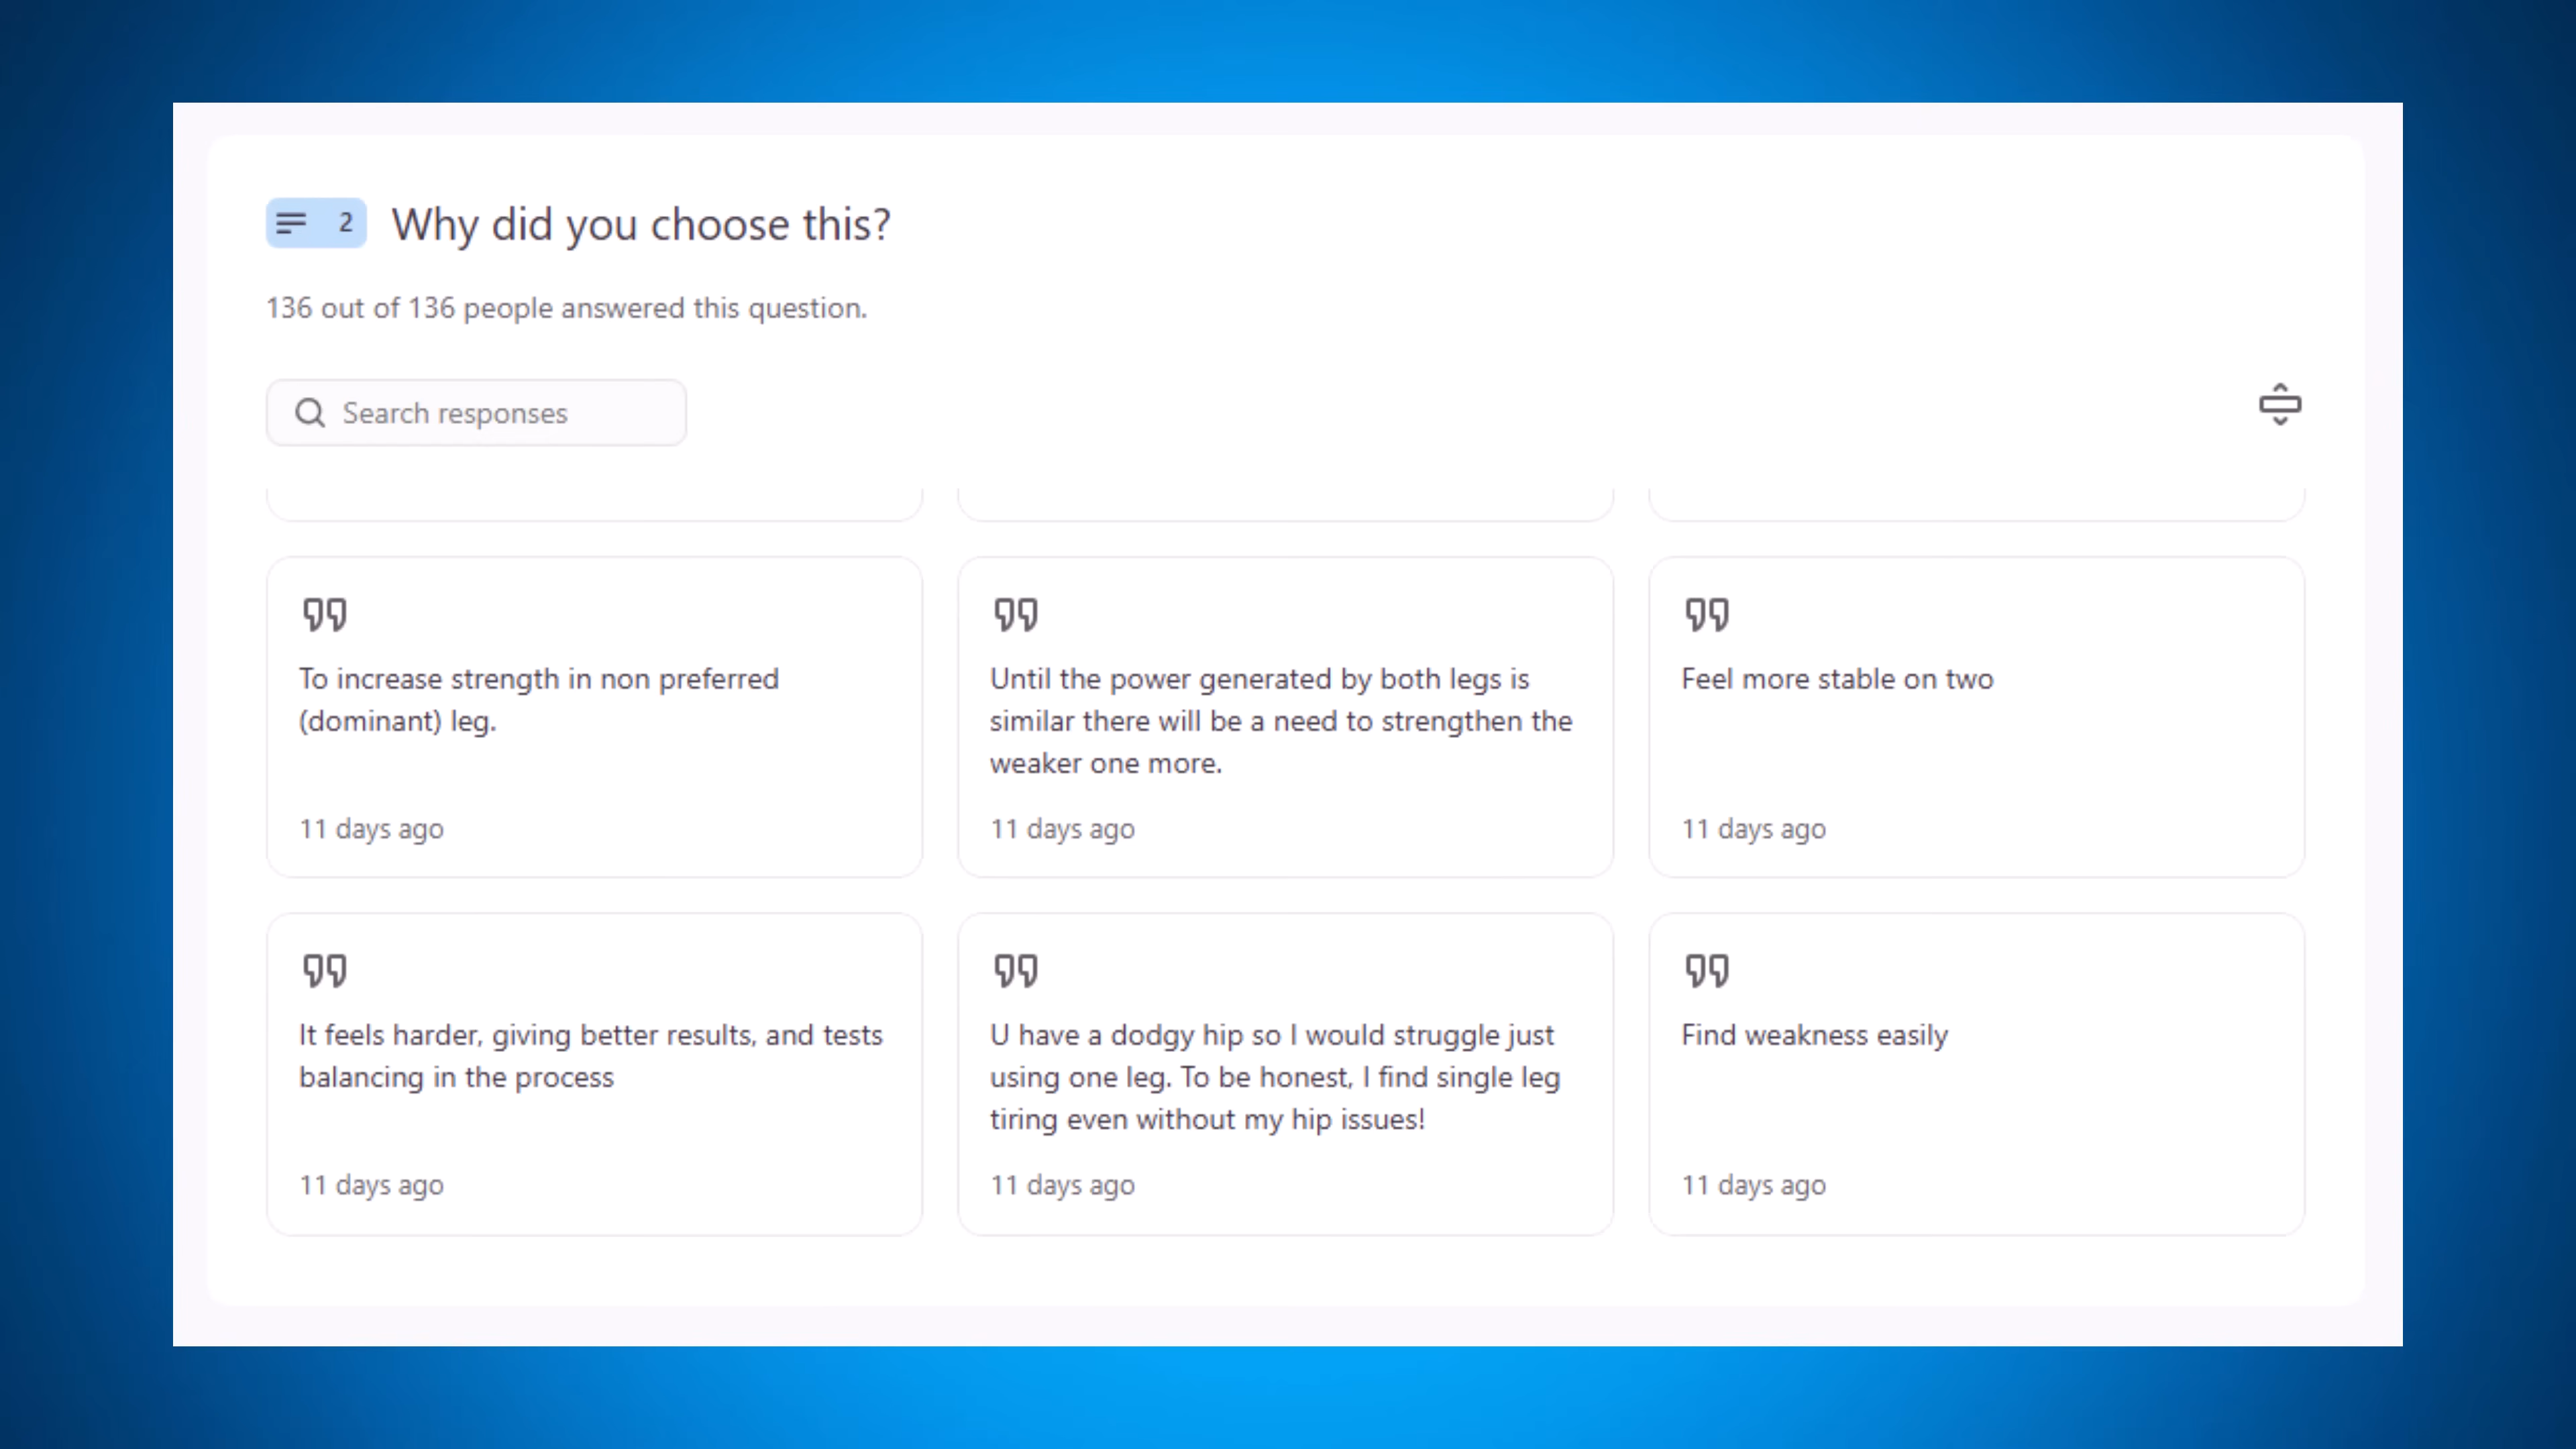 2 Why did you choose this?
136 out of 136 people answered this question.
Search responses
To increase strength in non preferred
(dominant) leg.
11 days ago
Until the power generated by both legs is
similar there will be a need to strengthen the
weaker one more.
11 days ago
Feel more stable on two
11 days ago
It feels harder, giving better results, and tests
balancing in the process
11 days ago
U have a dodgy hip so I would struggle just
using one leg. To be honest, I find single leg
tiring even without my hip issues!
11 days ago
Find weakness easily
11 days ago